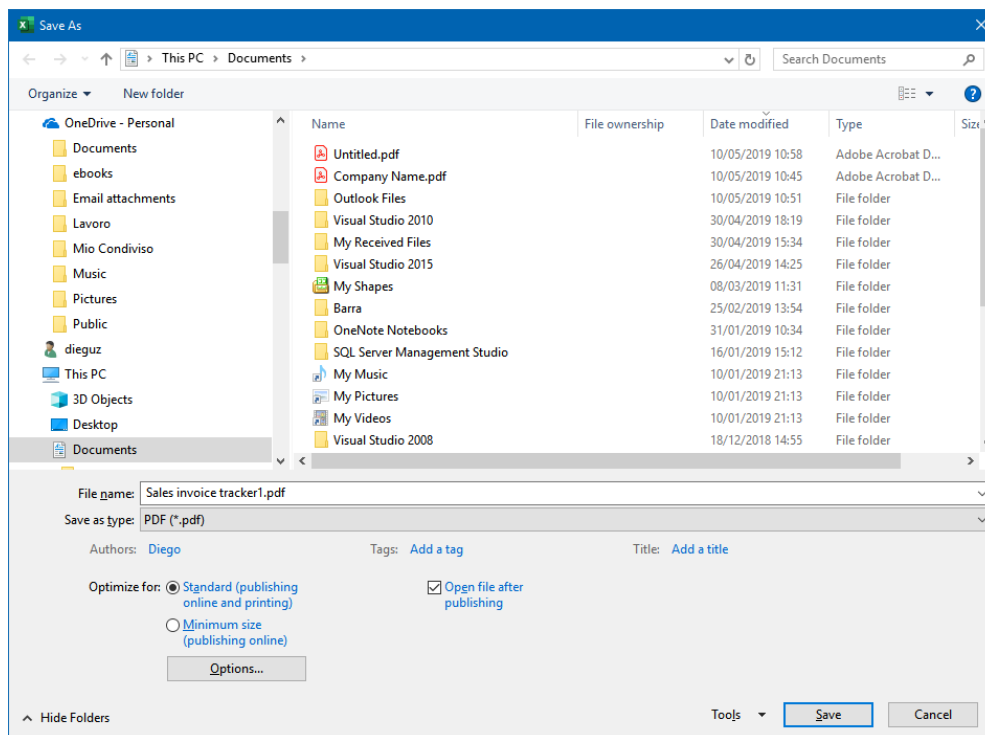 Save As
This PC > Documents >
Search Documents
Organize
New folder
OneDrive - Personal
Documents
ebooks
Email attachments
Lavoro
Mio Condiviso
Music
Pictures
Public
dieguz
This PC
3D Objects
Desktop
Documents
Name File ownership Date modified Type Size
Untitled.pdf 10/05/2019 10:58 Adobe Acrobat D...
Company Name.pdf 10/05/2019 10:45 Adobe Acrobat D...
Outlook Files 10/05/2019 10:51 File folder
Visual Studio 2010 30/04/2019 18:19 File folder
My Received Files 30/04/2019 15:34 File folder
Visual Studio 2015 26/04/2019 14:25 File folder
My Shapes 08/03/2019 11:31 File folder
Barra 25/02/2019 13:54 File folder
OneNote Notebooks 31/01/2019 10:34 File folder
SQL Server Management Studio 16/01/2019 15:12 File folder
My Music 10/01/2019 21:13 File folder
My Pictures 10/01/2019 21:13 File folder
My Videos 10/01/2019 21:13 File folder
Visual Studio 2008 18/12/2018 14:55 File folder
File name: Sales invoice tracker1.pdf
Save as type: PDF (*.pdf)
Authors: Diego Tags: Add a tag Title: Add a title
Optimize for: Standard (publishing
online and printing)
Minimum size
(publishing online)
Open file after
publishing
Options...
Hide Folders
Tools
Save
Cancel